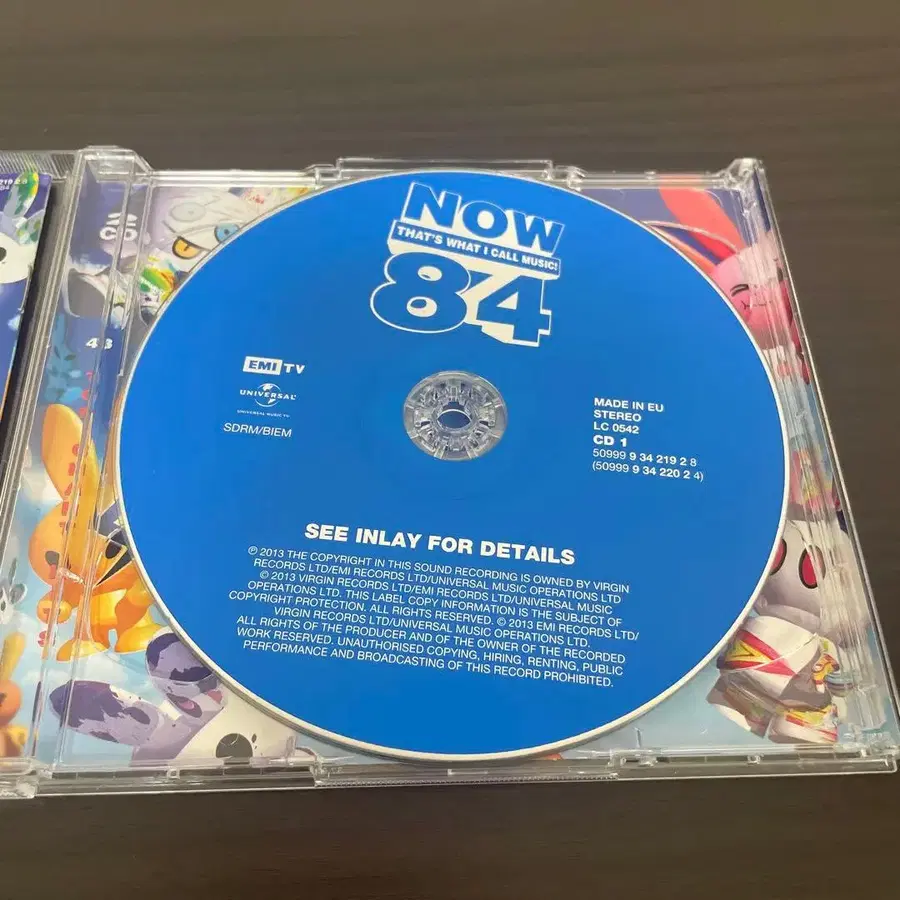 NOW
THAT'S WHAT I CALL MUSIC!
84
EMI TV
UNIVERSAL
UNIVERSAL MUSIC TV
SDRM/BIEM
MADE IN EU
STEREO
LC 0542
CD 1
50999 9 34 219 2 8
(50999 9 34 220 2 4)
SEE INLAY FOR DETAILS
℗ 2013 THE COPYRIGHT IN THIS SOUND RECORDING IS OWNED BY VIRGIN
RECORDS LTD/EMI RECORDS LTD/UNIVERSAL MUSIC OPERATIONS LTD
© 2013 VIRGIN RECORDS LTD/EMI RECORDS LTD/UNIVERSAL MUSIC
OPERATIONS LTD. THIS LABEL COPY INFORMATION IS THE SUBJECT OF
COPYRIGHT PROTECTION. ALL RIGHTS RESERVED. © 2013 EMI RECORDS LTD/
VIRGIN RECORDS LTD/UNIVERSAL MUSIC OPERATIONS LTD.
ALL RIGHTS OF THE PRODUCER AND OF THE OWNER OF THE RECORDED
WORK RESERVED. UNAUTHORISED COPYING, HIRING, RENTING, PUBLIC
PERFORMANCE AND BROADCASTING OF THIS RECORD PROHIBITED.